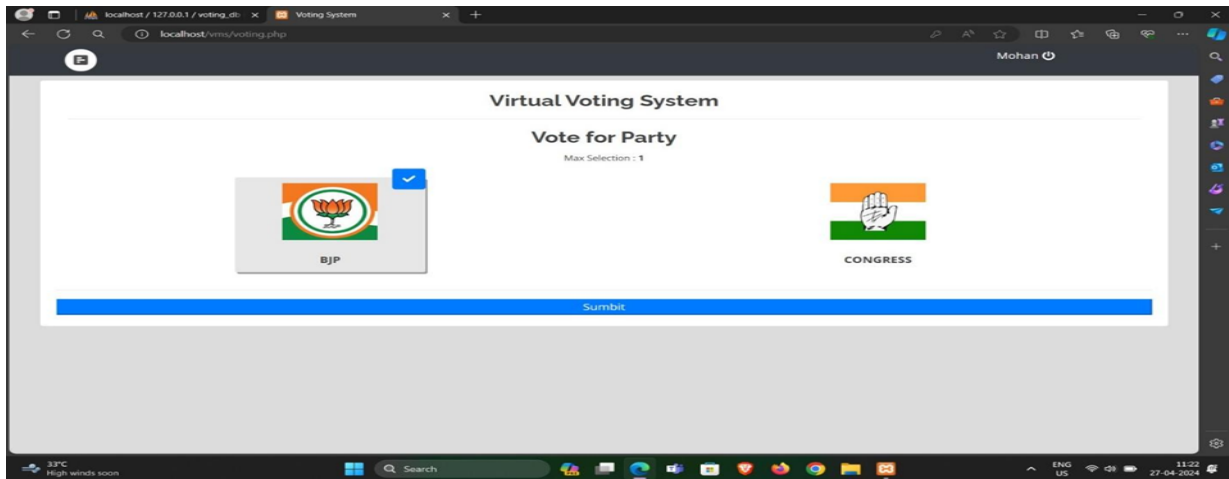 localhost / 127.0.0.1 / voting_db
Voting System
localhost/vms/voting.php
Mohan
Virtual Voting System
Vote for Party
Max Selection : 1
BJP
CONGRESS
Sumbit
33°C
High winds soon
Search
ENG
US
11:22
27-04-2024